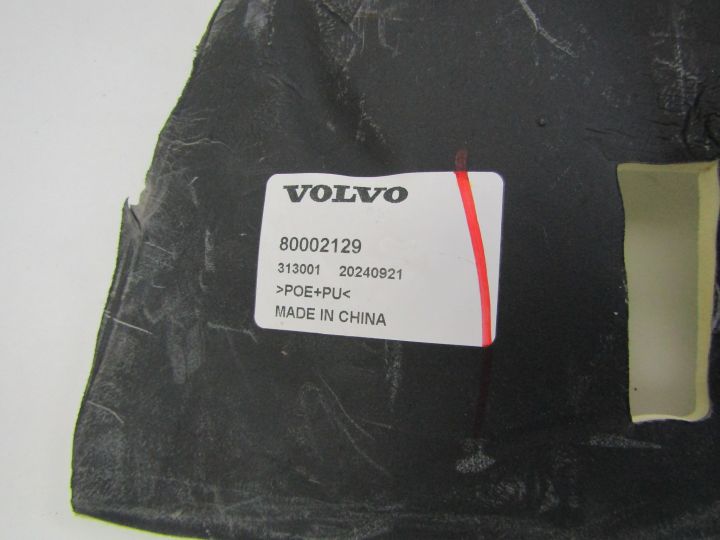 VOLVO
80002129
313001 20240921
>POE+PU<
MADE IN CHINA